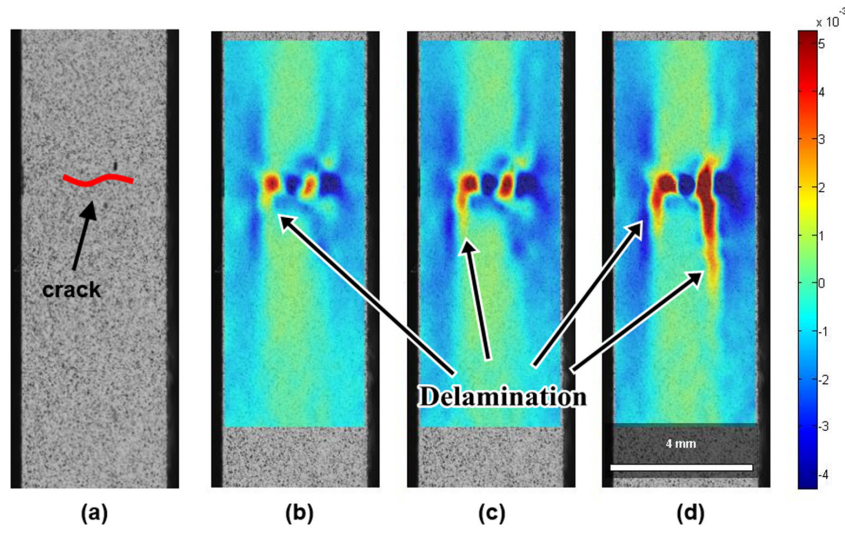 x 10⁻³
5
4
3
2
1
0
-1
-2
-3
-4
crack
Delamination
4 mm
(a)
(b)
(c)
(d)